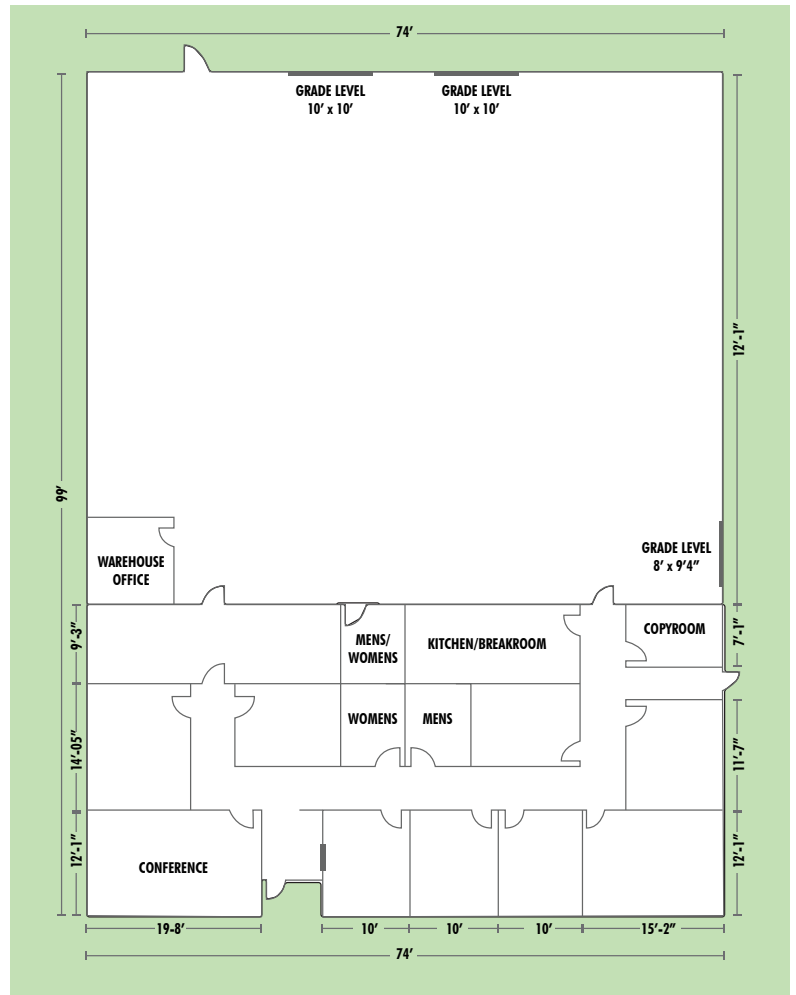 74’
GRADE LEVEL
10’ x 10’
GRADE LEVEL
10’ x 10’
12’-1”
99’
GRADE LEVEL
8’ x 9’4”
WAREHOUSE
OFFICE
9’-3”
MENS/
WOMENS
KITCHEN/BREAKROOM
COPYROOM
7’-1”
14’-05”
WOMENS
MENS
11’-7”
12’-1”
CONFERENCE
12’-1”
19-8’
10’
10’
10’
15’-2”
74’